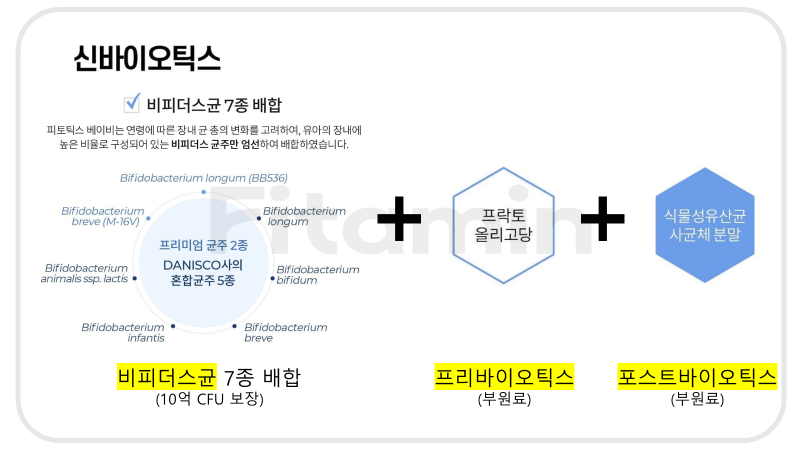 신바이오틱스
비피더스균 7종 배합
피토틱스 베이비는 연령에 따른 장내 균 총의 변화를 고려하여, 유아의 장내에
높은 비율로 구성되어 있는 비피더스 균주만 엄선하여 배합하였습니다.
Fitamin
Bifidobacterium longum (BB536)
Bifidobacterium
breve (M-16V)
Bifidobacterium
longum
프리미엄 균주 2종
DANISCO사의
혼합균주 5종
Bifidobacterium
animalis ssp. lactis
Bifidobacterium
bifidum
Bifidobacterium
infantis
Bifidobacterium
breve
+
프락토
올리고당
+
식물성유산균
사균체 분말
비피더스균 7종 배합
(10억 CFU 보장)
프리바이오틱스
(부원료)
포스트바이오틱스
(부원료)